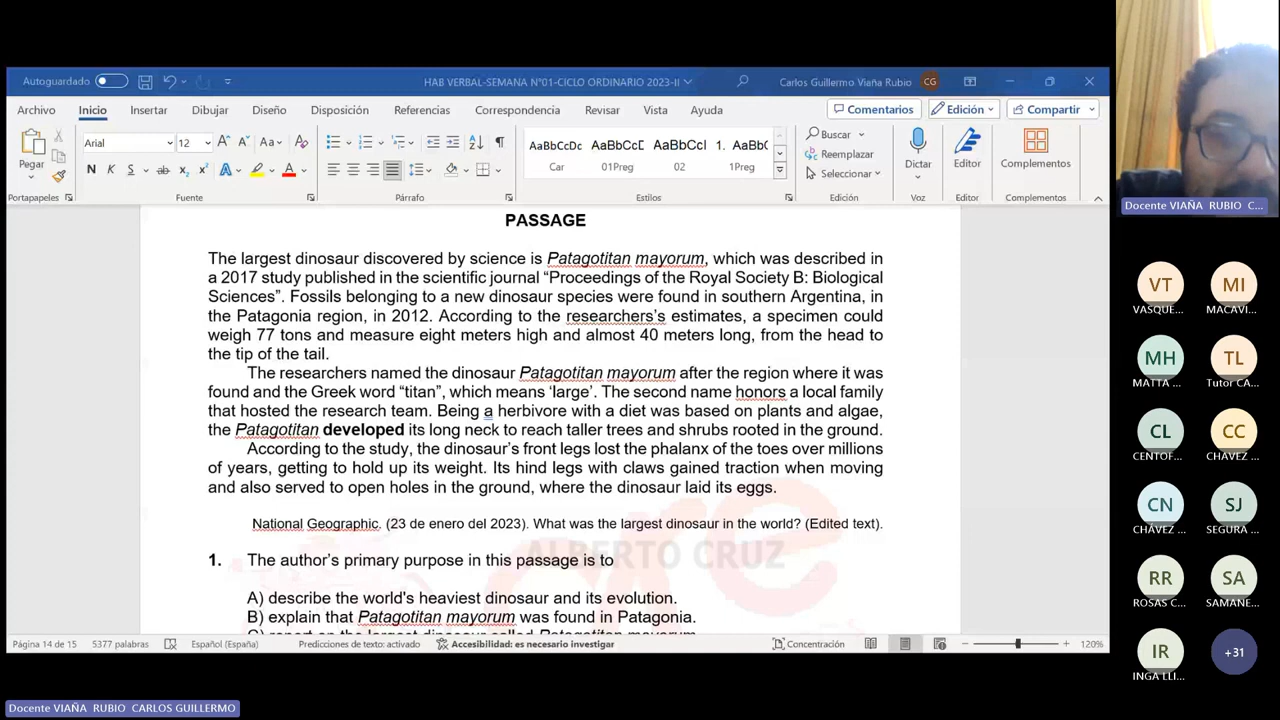 Autoguardado
HAB VERBAL-SEMANA N°01-CICLO ORDINARIO 2023-II
Carlos Guillermo Viaña Rubio
CG
Archivo
Inicio
Insertar
Dibujar
Diseño
Disposición
Referencias
Correspondencia
Revisar
Vista
Ayuda
Comentarios
Edición
Compartir
Pegar
Arial
12
Buscar
Reemplazar
Seleccionar
AaBbCcDc
Car
AaBbCcD
01Preg
AaBbCcI
02
1. AaBb(
1Preg
Dictar
Editor
Complementos
Portapapeles
Fuente
Párrafo
Estilos
Edición
Voz
Editor
Complementos
PASSAGE
The largest dinosaur discovered by science is Patagotitan mayorum, which was described in
a 2017 study published in the scientific journal “Proceedings of the Royal Society B: Biological
Sciences”. Fossils belonging to a new dinosaur species were found in southern Argentina, in
the Patagonia region, in 2012. According to the researchers’s estimates, a specimen could
weigh 77 tons and measure eight meters high and almost 40 meters long, from the head to
the tip of the tail.
The researchers named the dinosaur Patagotitan mayorum after the region where it was
found and the Greek word “titan”, which means ‘large’. The second name honors a local family
that hosted the research team. Being a herbivore with a diet was based on plants and algae,
the Patagotitan developed its long neck to reach taller trees and shrubs rooted in the ground.
According to the study, the dinosaur’s front legs lost the phalanx of the toes over millions
of years, getting to hold up its weight. Its hind legs with claws gained traction when moving
and also served to open holes in the ground, where the dinosaur laid its eggs.
National Geographic. (23 de enero del 2023). What was the largest dinosaur in the world? (Edited text).
ALBERTO CRUZ
1. The author’s primary purpose in this passage is to
A) describe the world's heaviest dinosaur and its evolution.
B) explain that Patagotitan mayorum was found in Patagonia.
C) report on the largest dinosaur called Patagotitan mayorum.
Página 14 de 15
5377 palabras
Español (España)
Predicciones de texto: activado
Accesibilidad: es necesario investigar
Concentración
120%
Docente VIAÑA RUBIO C...
VT
VASQUE...
MI
MACAVI...
MH
MATTA ...
TL
Tutor CA...
CL
CENTOF...
CC
CHAVEZ ...
CN
CHÁVEZ ...
SJ
SEGURA ...
RR
ROSAS C...
SA
SAMANE...
IR
INGA LLI...
+31
Docente VIAÑA RUBIO CARLOS GUILLERMO